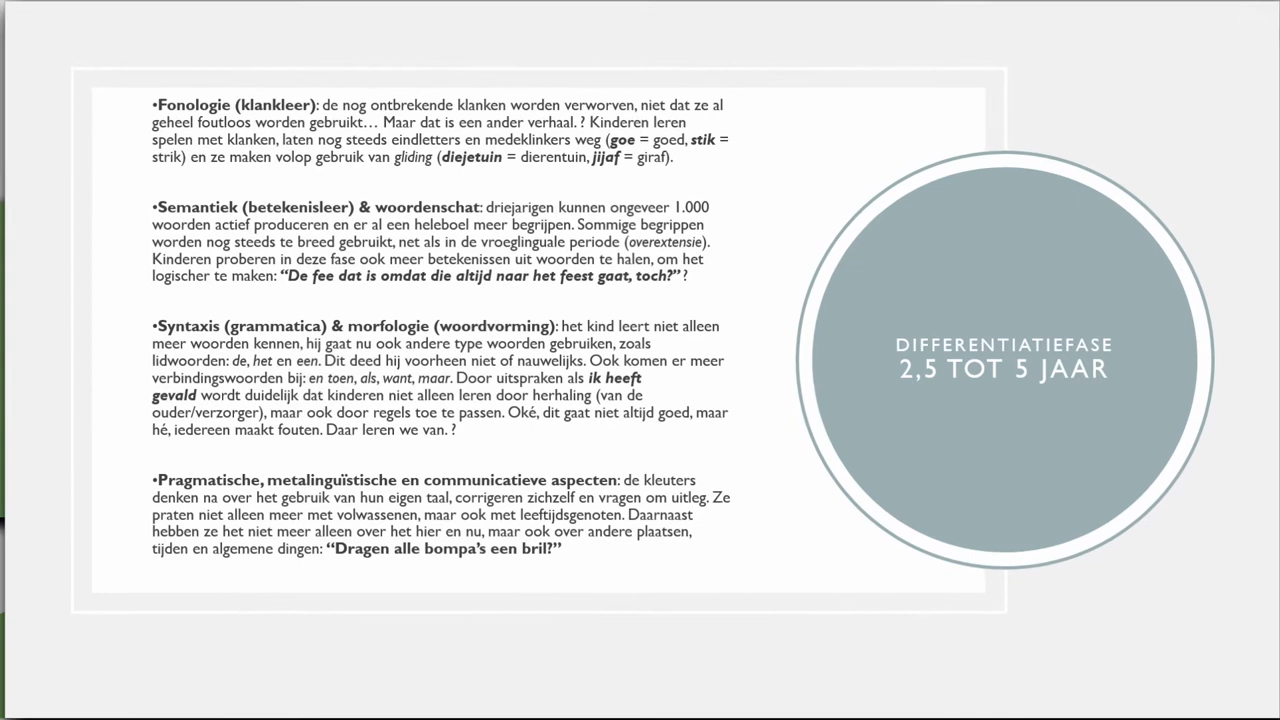 •Fonologie (klankleer): de nog ontbrekende klanken worden verworven, niet dat ze al
geheel foutloos worden gebruikt… Maar dat is een ander verhaal. ? Kinderen leren
spelen met klanken, laten nog steeds eindletters en medeklinkers weg (goe = goed, stik =
strik) en ze maken volop gebruik van gliding (diejetuin = dierentuin, jijaf = giraf).
•Semantiek (betekenisleer) & woordenschat: driejarigen kunnen ongeveer 1.000
woorden actief produceren en er al een heleboel meer begrijpen. Sommige begrippen
worden nog steeds te breed gebruikt, net als in de vroeglinguale periode (overextensie).
Kinderen proberen in deze fase ook meer betekenissen uit woorden te halen, om het
logischer te maken: “De fee dat is omdat die altijd naar het feest gaat, toch?” ?
•Syntaxis (grammatica) & morfologie (woordvorming): het kind leert niet alleen
meer woorden kennen, hij gaat nu ook andere type woorden gebruiken, zoals
lidwoorden: de, het en een. Dit deed hij voorheen niet of nauwelijks. Ook komen er meer
verbindingswoorden bij: en toen, als, want, maar. Door uitspraken als ik heeft
gevald wordt duidelijk dat kinderen niet alleen leren door herhaling (van de
ouder/verzorger), maar ook door regels toe te passen. Oké, dit gaat niet altijd goed, maar
hé, iedereen maakt fouten. Daar leren we van. ?
•Pragmatische, metalinguïstische en communicatieve aspecten: de kleuters
denken na over het gebruik van hun eigen taal, corrigeren zichzelf en vragen om uitleg. Ze
praten niet alleen meer met volwassenen, maar ook met leeftijdsgenoten. Daarnaast
hebben ze het niet meer alleen over het hier en nu, maar ook over andere plaatsen,
tijden en algemene dingen: “Dragen alle bompa’s een bril?”
DIFFERENTIATIEFASE
2,5 TOT 5 JAAR